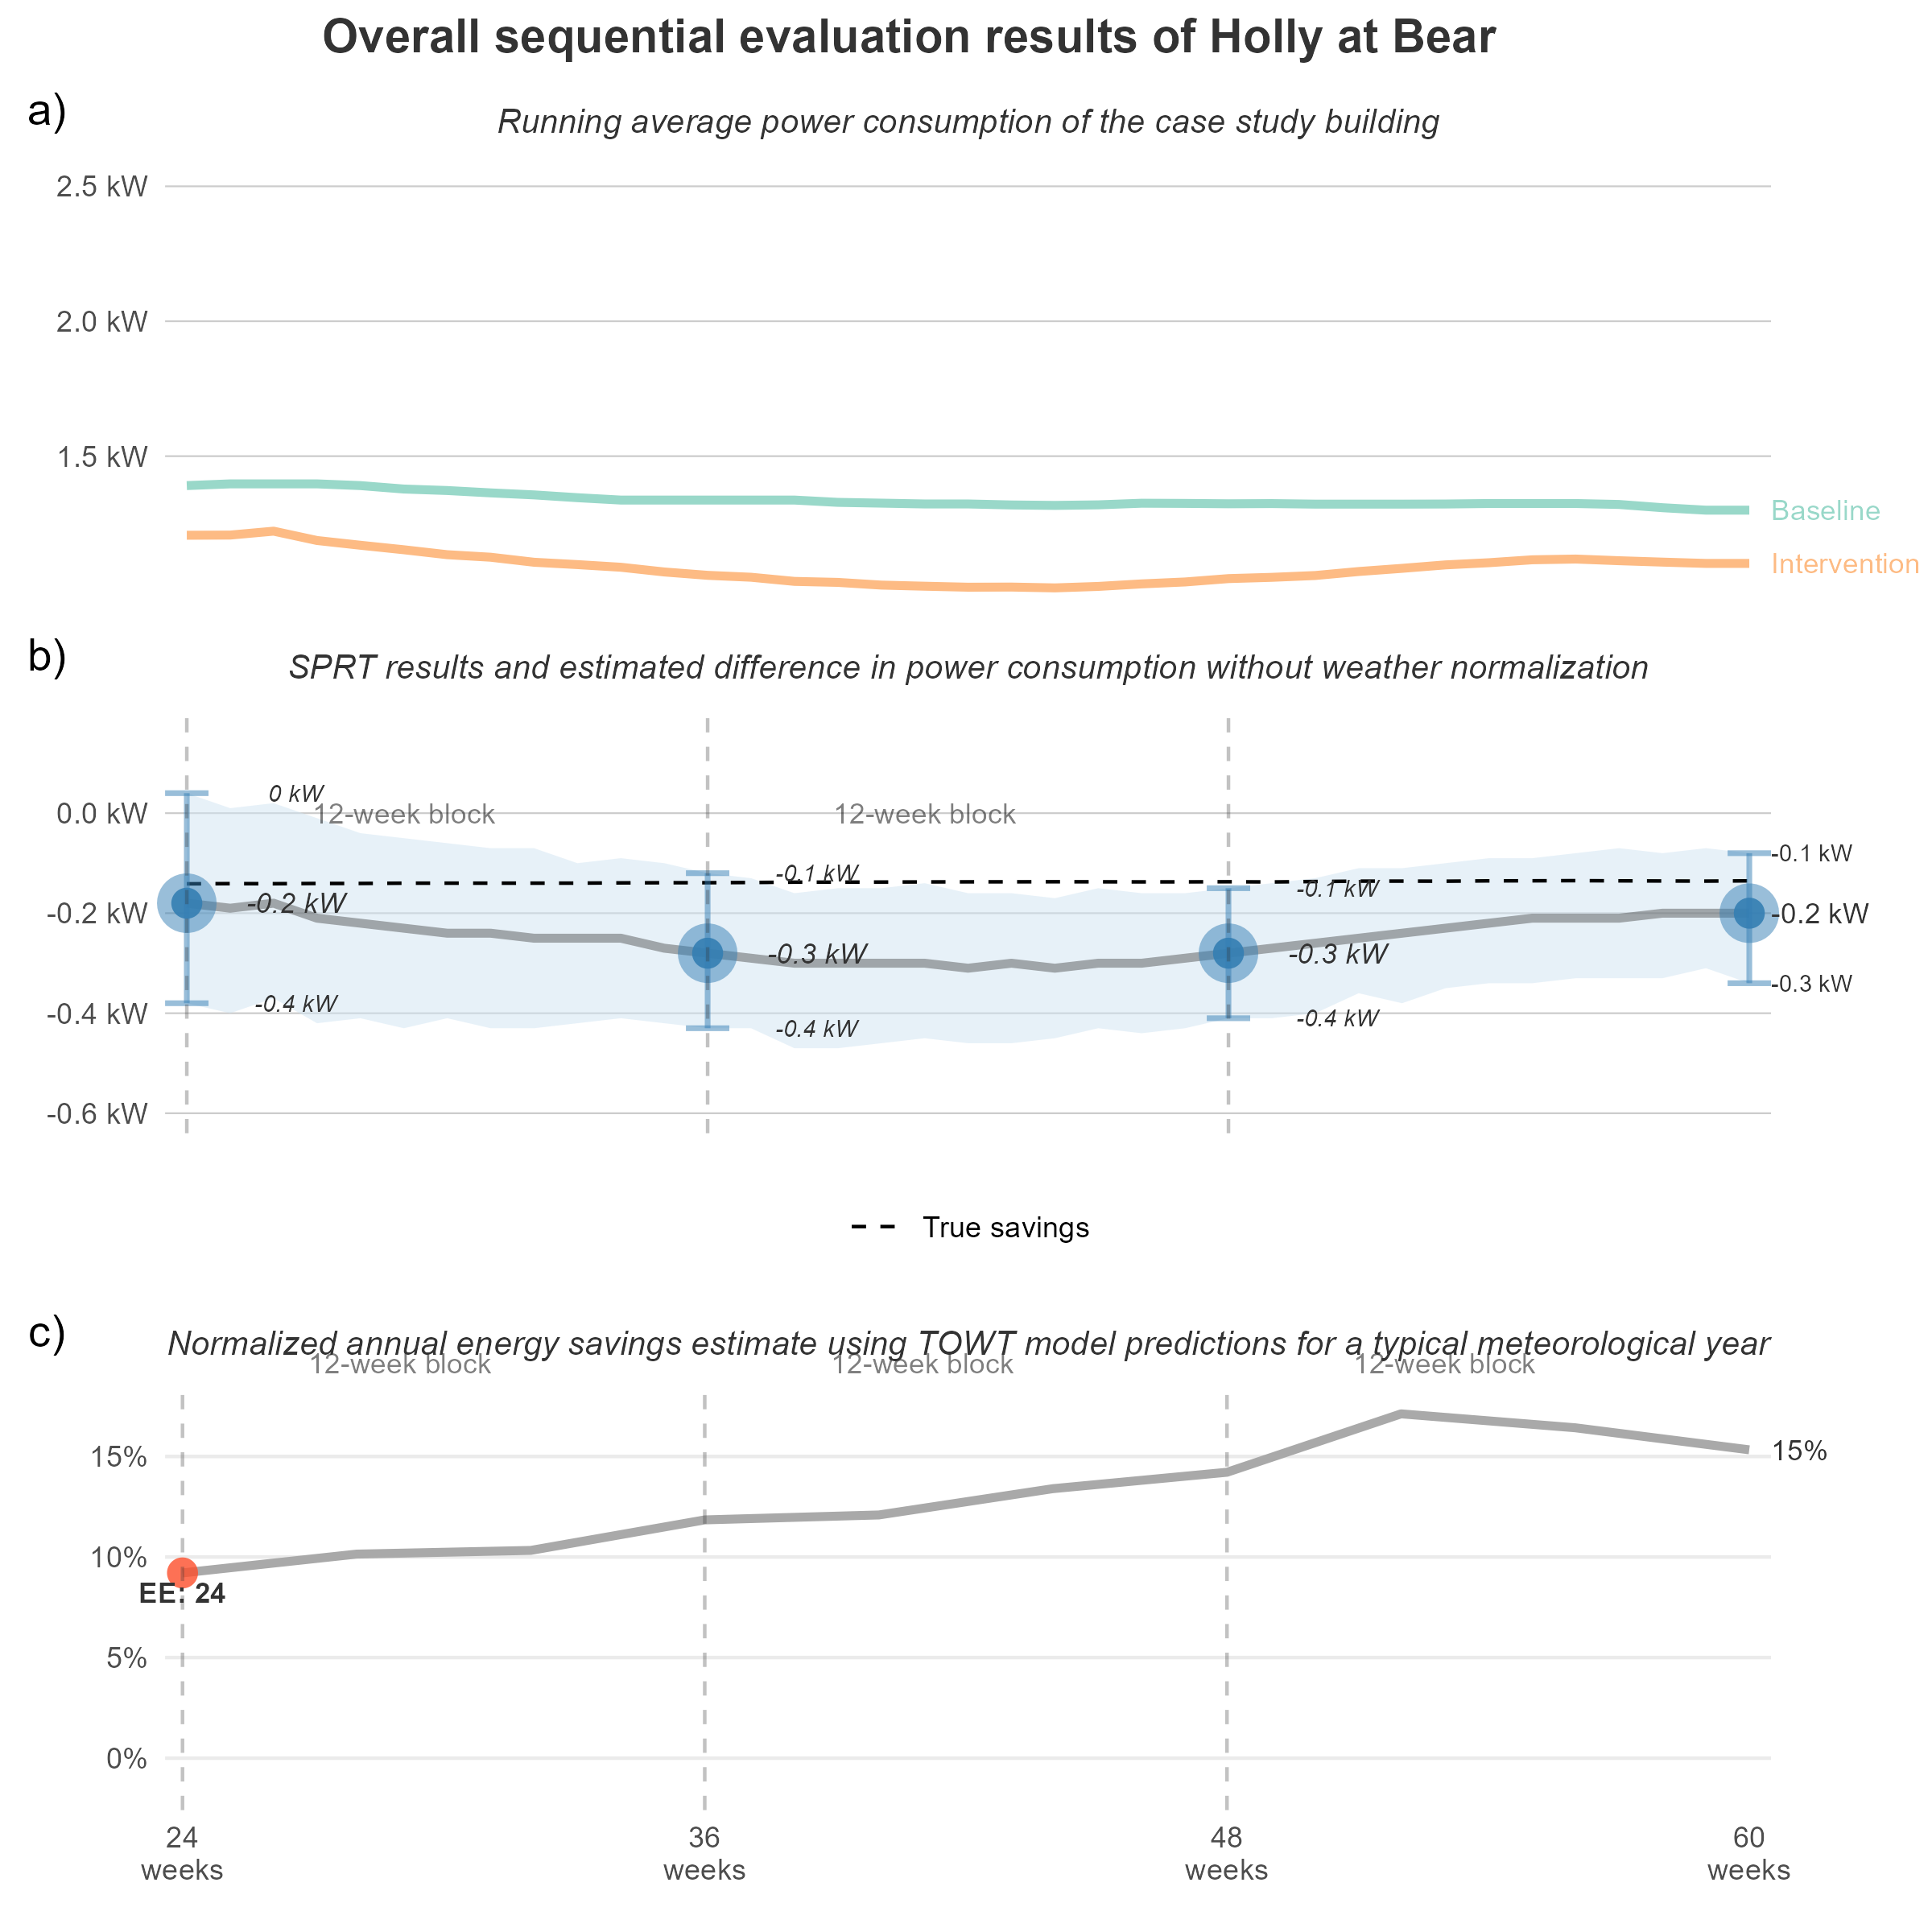 Overall sequential evaluation results of Holly at Bear
a)
Running average power consumption of the case study building
2.5 kW
2.0 kW
1.5 kW
Baseline
Intervention
b)
SPRT results and estimated difference in power consumption without weather normalization
0 kW
0.0 kW
12-week block
12-week block
-0.1 kW
-0.1 kW
-0.1 kW
-0.2 kW
-0.2 kW
-0.2 kW
-0.3 kW
-0.3 kW
-0.3 kW
-0.4 kW
-0.4 kW
-0.4 kW
-0.4 kW
-0.6 kW
True savings
c)
Normalized annual energy savings estimate using TOWT model predictions for a typical meteorological year
12-week block
12-week block
12-week block
15%
15%
10%
EE: 24
5%
0%
24
weeks
36
weeks
48
weeks
60
weeks